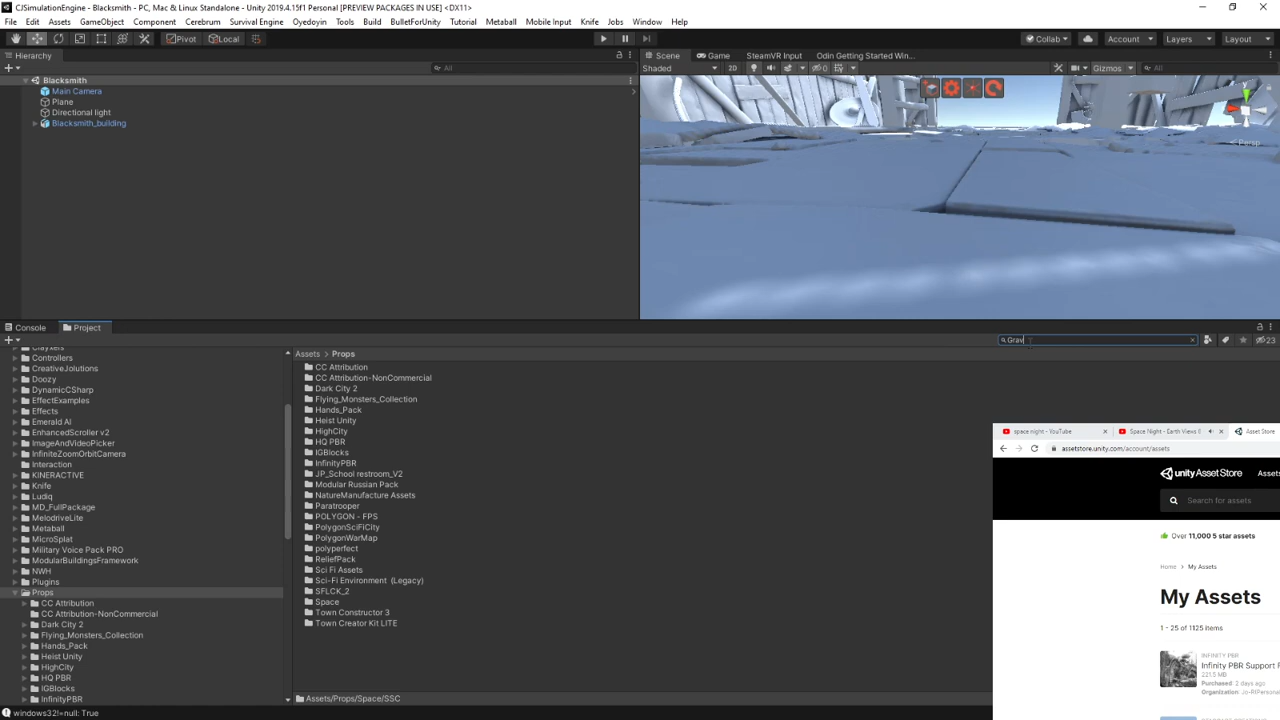 CJSimulationEngine - Blacksmith - PC, Mac & Linux Standalone - Unity 2019.4.15f1 Personal [PREVIEW PACKAGES IN USE] <DX11>
File Edit Assets GameObject Component Cerebrum Survival Engine Oyedoyin Tools Build BulletForUnity Tutorial Metaball Mobile Input Knife Jobs Window Help
Pivot Local Collab Account Layers Layout
Hierarchy Scene Game SteamVR Input Odin Getting Started Win...
All Shaded 2D 0 Gizmos All
Blacksmith
Main Camera
Plane
Directional light
Blacksmith_building
Persp
Console Project
Grav 23
Controllers
CreativeJolutions
Doozy
DynamicCSharp
EffectExamples
Effects
Emerald AI
EnhancedScroller v2
ImageAndVideoPicker
InfiniteZoomOrbitCamera
Interaction
KINERACTIVE
Knife
Ludiq
MD_FullPackage
MelodriveLite
Metaball
MicroSplat
Military Voice Pack PRO
ModularBuildingsFramework
NWH
Plugins
Props
CC Attribution
CC Attribution-NonCommercial
Dark City 2
Flying_Monsters_Collection
Hands_Pack
Heist Unity
HighCity
HQ PBR
IGBlocks
InfinityPBR
Assets Props
CC Attribution
CC Attribution-NonCommercial
Dark City 2
Flying_Monsters_Collection
Hands_Pack
Heist Unity
HighCity
HQ PBR
IGBlocks
InfinityPBR
JP_School restroom_V2
Modular Russian Pack
NatureManufacture Assets
Paratrooper
POLYGON - FPS
PolygonSciFiCity
PolygonWarMap
polyperfect
ReliefPack
Sci Fi Assets
Sci-Fi Environment (Legacy)
SFLCK_2
Space
Town Constructor 3
Town Creator Kit LITE
Assets/Props/Space/SSC
windows32!=null: True
space night - YouTube Space Night - Earth Views Asset Store
assetstore.unity.com/account/assets
unity Asset Store Assets
Search for assets
Over 11,000 5 star assets
Home My Assets
My Assets
1 - 25 of 1125 items
INFINITY PBR
Infinity PBR Support F
221.5 MB
Purchased: 2 days ago
Organization: Jo-RIPersonal